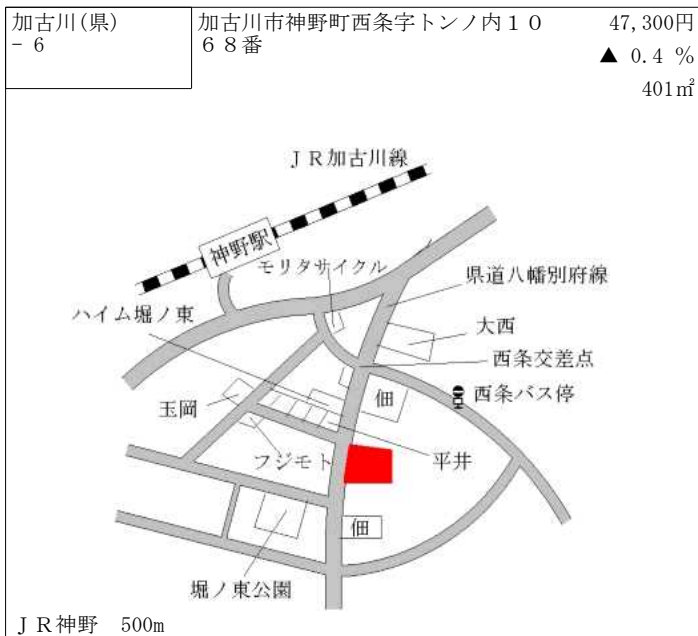 加古川(県)
- 6
加古川市神野町西条字トンノ内１０
６８番
47,300円
▲ 0.4 %
401㎡
ＪＲ加古川線
神野駅
モリタサイクル
県道八幡別府線
ハイム堀ノ東
大西
西条交差点
佃
西条バス停
玉岡
フジモト
平井
佃
堀ノ東公園
ＪＲ神野　500m